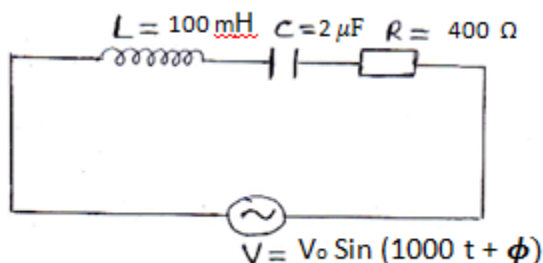 L = 100 mH C = 2 μF R = 400 Ω
V = V₀ Sin (1000 t + ϕ)